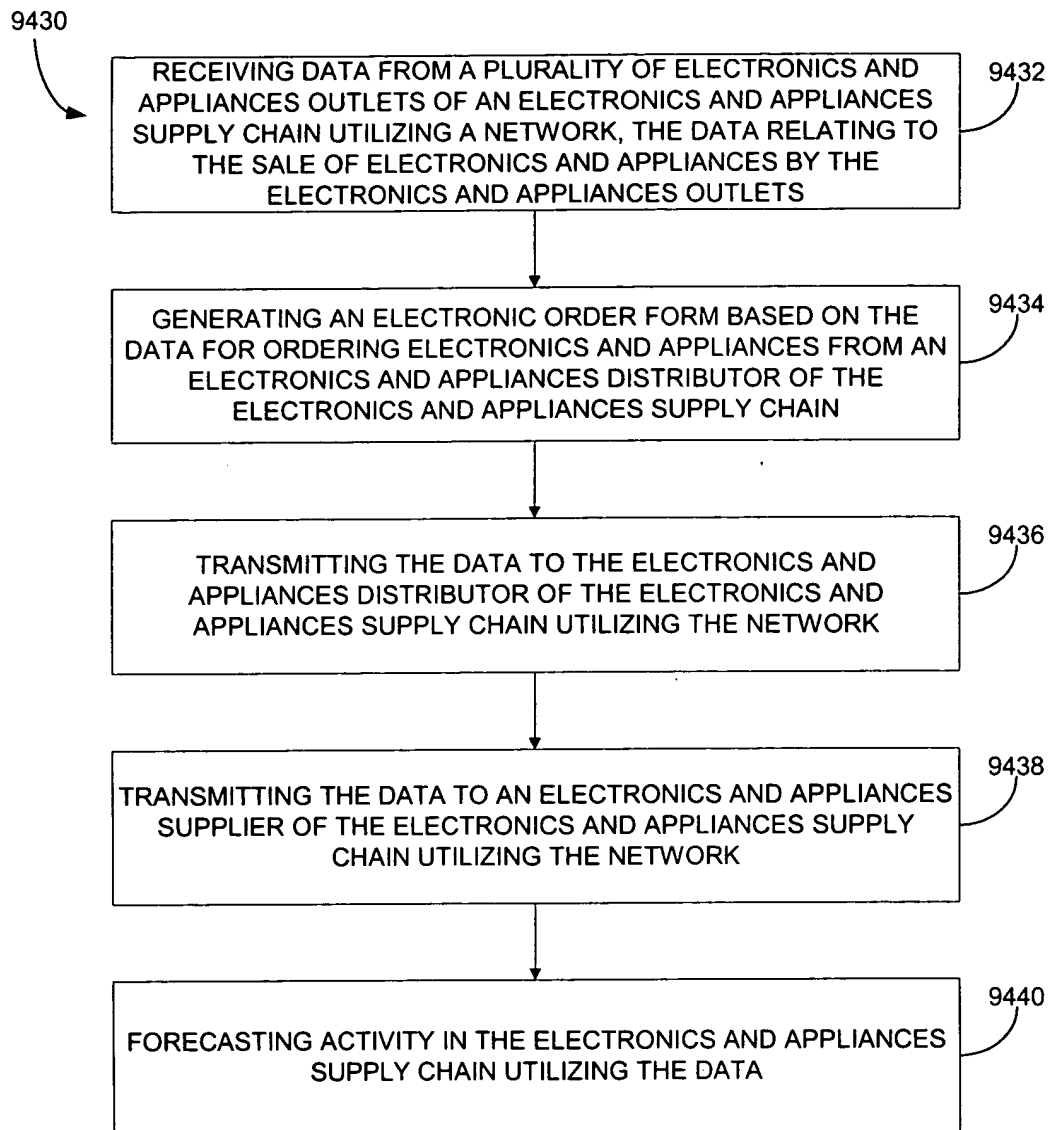 9430
RECEIVING DATA FROM A PLURALITY OF ELECTRONICS AND
APPLIANCES OUTLETS OF AN ELECTRONICS AND APPLIANCES
SUPPLY CHAIN UTILIZING A NETWORK, THE DATA RELATING TO
THE SALE OF ELECTRONICS AND APPLIANCES BY THE
ELECTRONICS AND APPLIANCES OUTLETS
9432
GENERATING AN ELECTRONIC ORDER FORM BASED ON THE
DATA FOR ORDERING ELECTRONICS AND APPLIANCES FROM AN
ELECTRONICS AND APPLIANCES DISTRIBUTOR OF THE
ELECTRONICS AND APPLIANCES SUPPLY CHAIN
9434
TRANSMITTING THE DATA TO THE ELECTRONICS AND
APPLIANCES DISTRIBUTOR OF THE ELECTRONICS AND
APPLIANCES SUPPLY CHAIN UTILIZING THE NETWORK
9436
TRANSMITTING THE DATA TO AN ELECTRONICS AND APPLIANCES
SUPPLIER OF THE ELECTRONICS AND APPLIANCES SUPPLY
CHAIN UTILIZING THE NETWORK
9438
FORECASTING ACTIVITY IN THE ELECTRONICS AND APPLIANCES
SUPPLY CHAIN UTILIZING THE DATA
9440